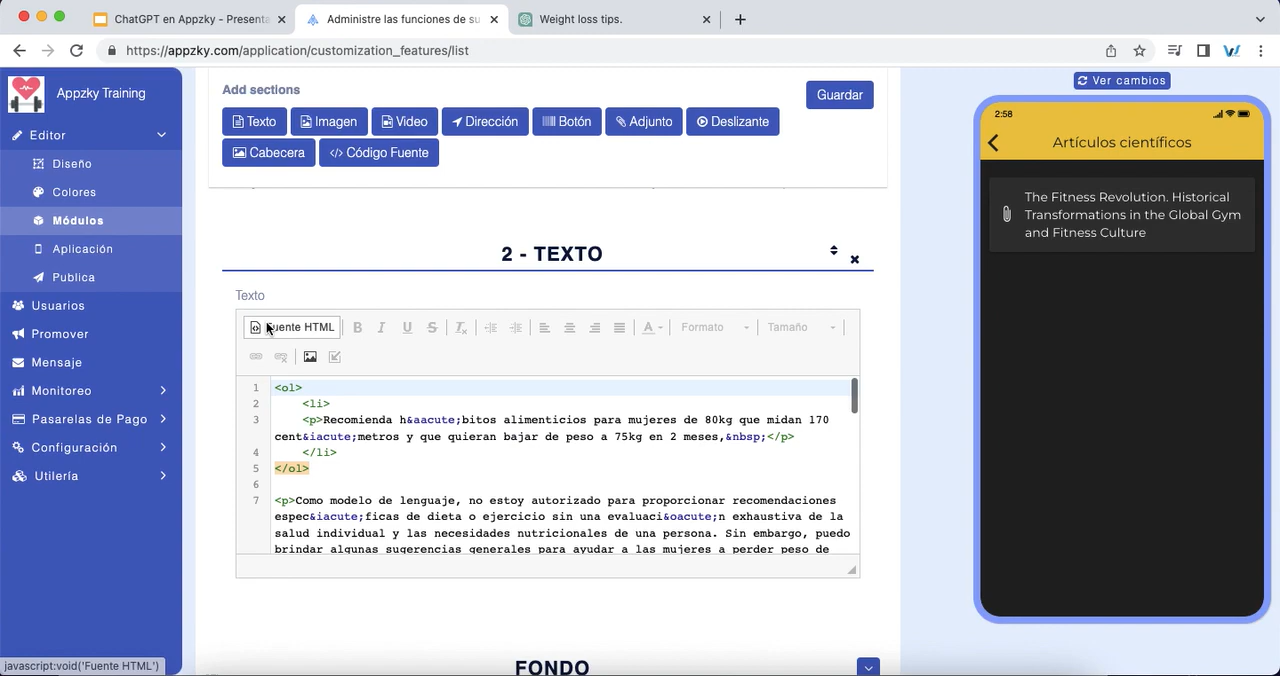 ChatGPT en Appzky - Presenta
Administre las funciones de su
Weight loss tips.
https://appzky.com/application/customization_features/list
Appzky Training
Editor
Diseño
Colores
Módulos
Aplicación
Publica
Usuarios
Promover
Mensaje
Monitoreo
Pasarelas de Pago
Configuración
Utilería
javascript:void('Fuente HTML')
Add sections
Guardar
Texto
Imagen
Video
Dirección
Botón
Adjunto
Deslizante
Cabecera
</> Código Fuente
2 - TEXTO
Texto
Fuente HTML
B I U S
A
Formato
Tamaño
1 <ol>
2 <li>
3 <p>Recomienda h&aacute;bitos alimenticios para mujeres de 80kg que midan 170
cent&iacute;metros y que quieran bajar de peso a 75kg en 2 meses,&nbsp;</p>
4 </li>
5 </ol>
6
7 <p>Como modelo de lenguaje, no estoy autorizado para proporcionar recomendaciones
espec&iacute;ficas de dieta o ejercicio sin una evaluaci&oacute;n exhaustiva de la
salud individual y las necesidades nutricionales de una persona. Sin embargo, puedo
brindar algunas sugerencias generales para ayudar a las mujeres a perder peso de
FONDO
Ver cambios
2:58
Artículos científicos
The Fitness Revolution. Historical
Transformations in the Global Gym
and Fitness Culture